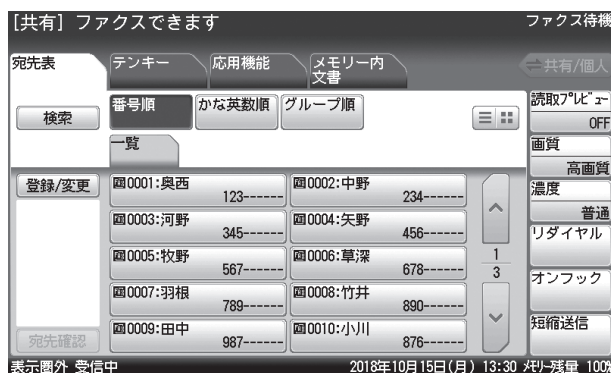 [共有] ファクスできます
ファクス待機
宛先表
テンキー
応用機能
メモリー内
文書
共有/個人
検索
番号順
かな英数順
グループ順
一覧
読取プレビュー
OFF
画質
高画質
濃度
普通
リダイヤル
オンフック
短縮送信
登録/変更
0001:奥西
123------
0002:中野
234------
0003:河野
345------
0004:矢野
456------
0005:牧野
567------
0006:草深
678------
0007:羽根
789------
0008:竹井
890------
0009:田中
987------
0010:小川
876------
1
3
宛先確認
表示圏外 受信中
2018年10月15日(月) 13:30 メモリー残量 100%